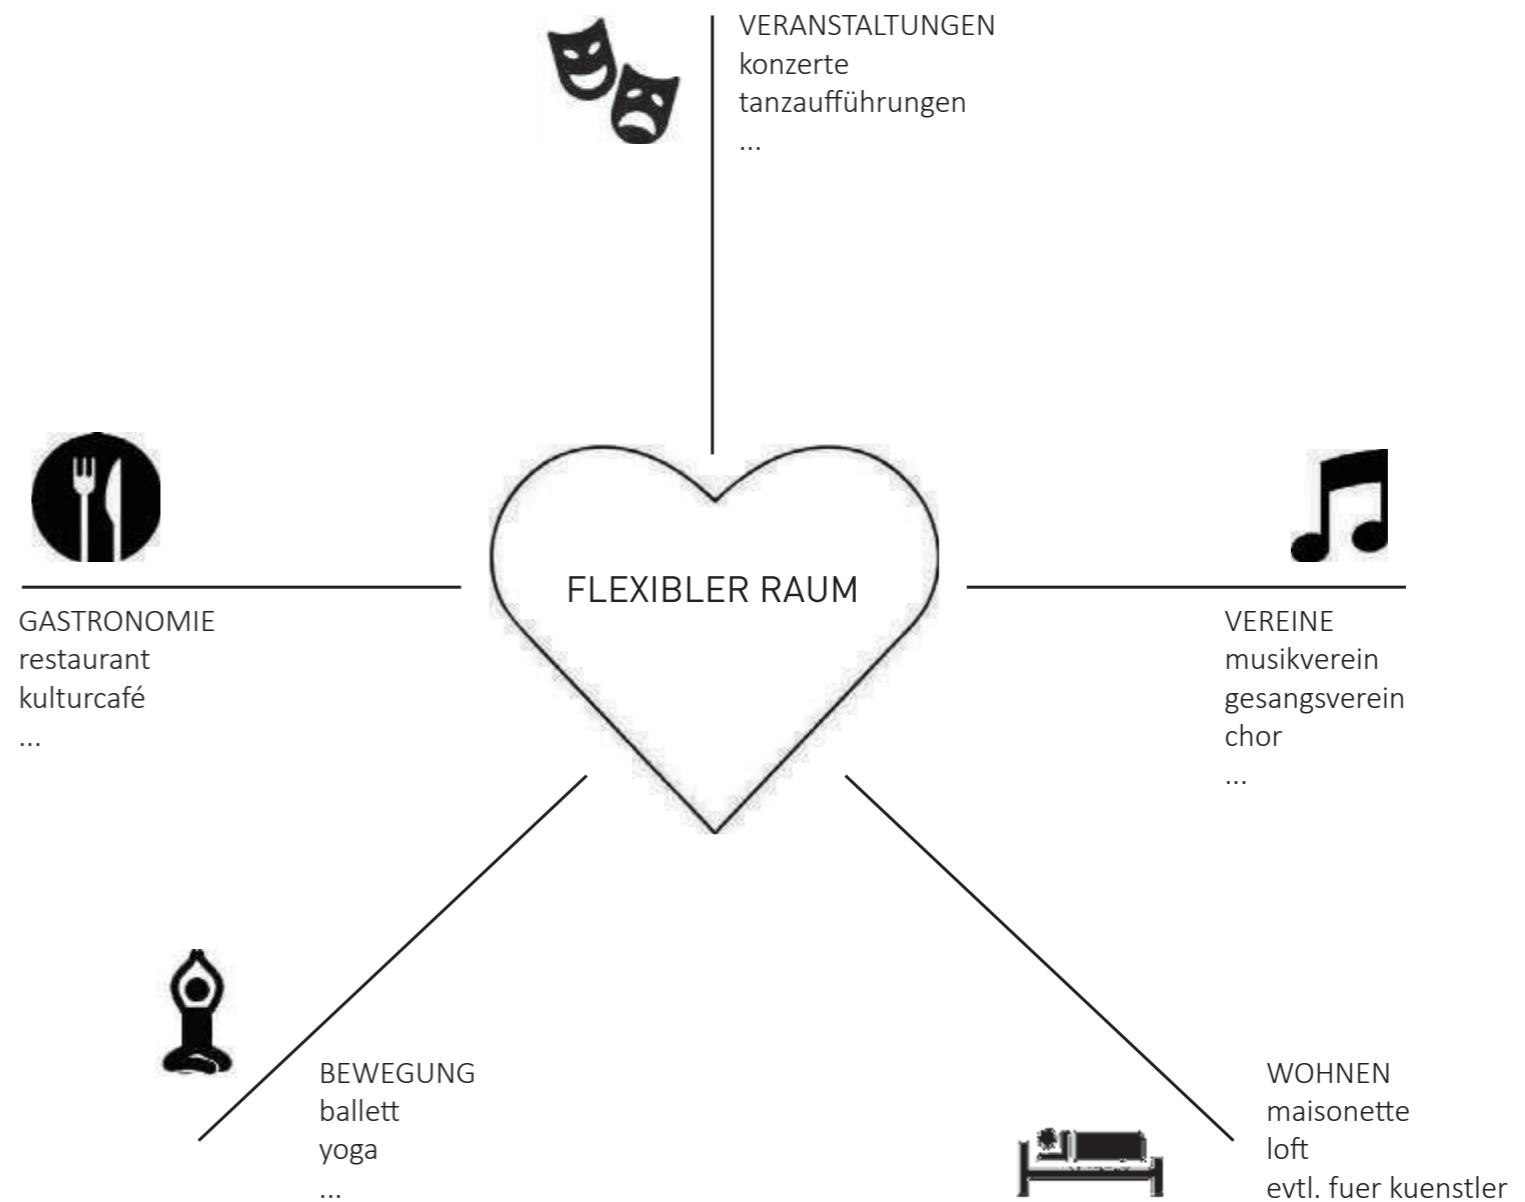 VERANSTALTUNGEN
konzerte
tanzaufführungen
...
FLEXIBLER RAUM
GASTRONOMIE
restaurant
kulturcafé
...
VEREINE
musikverein
gesangsverein
chor
...
BEWEGUNG
ballett
yoga
...
WOHNEN
maisonette
loft
evtl. fuer kuenstler